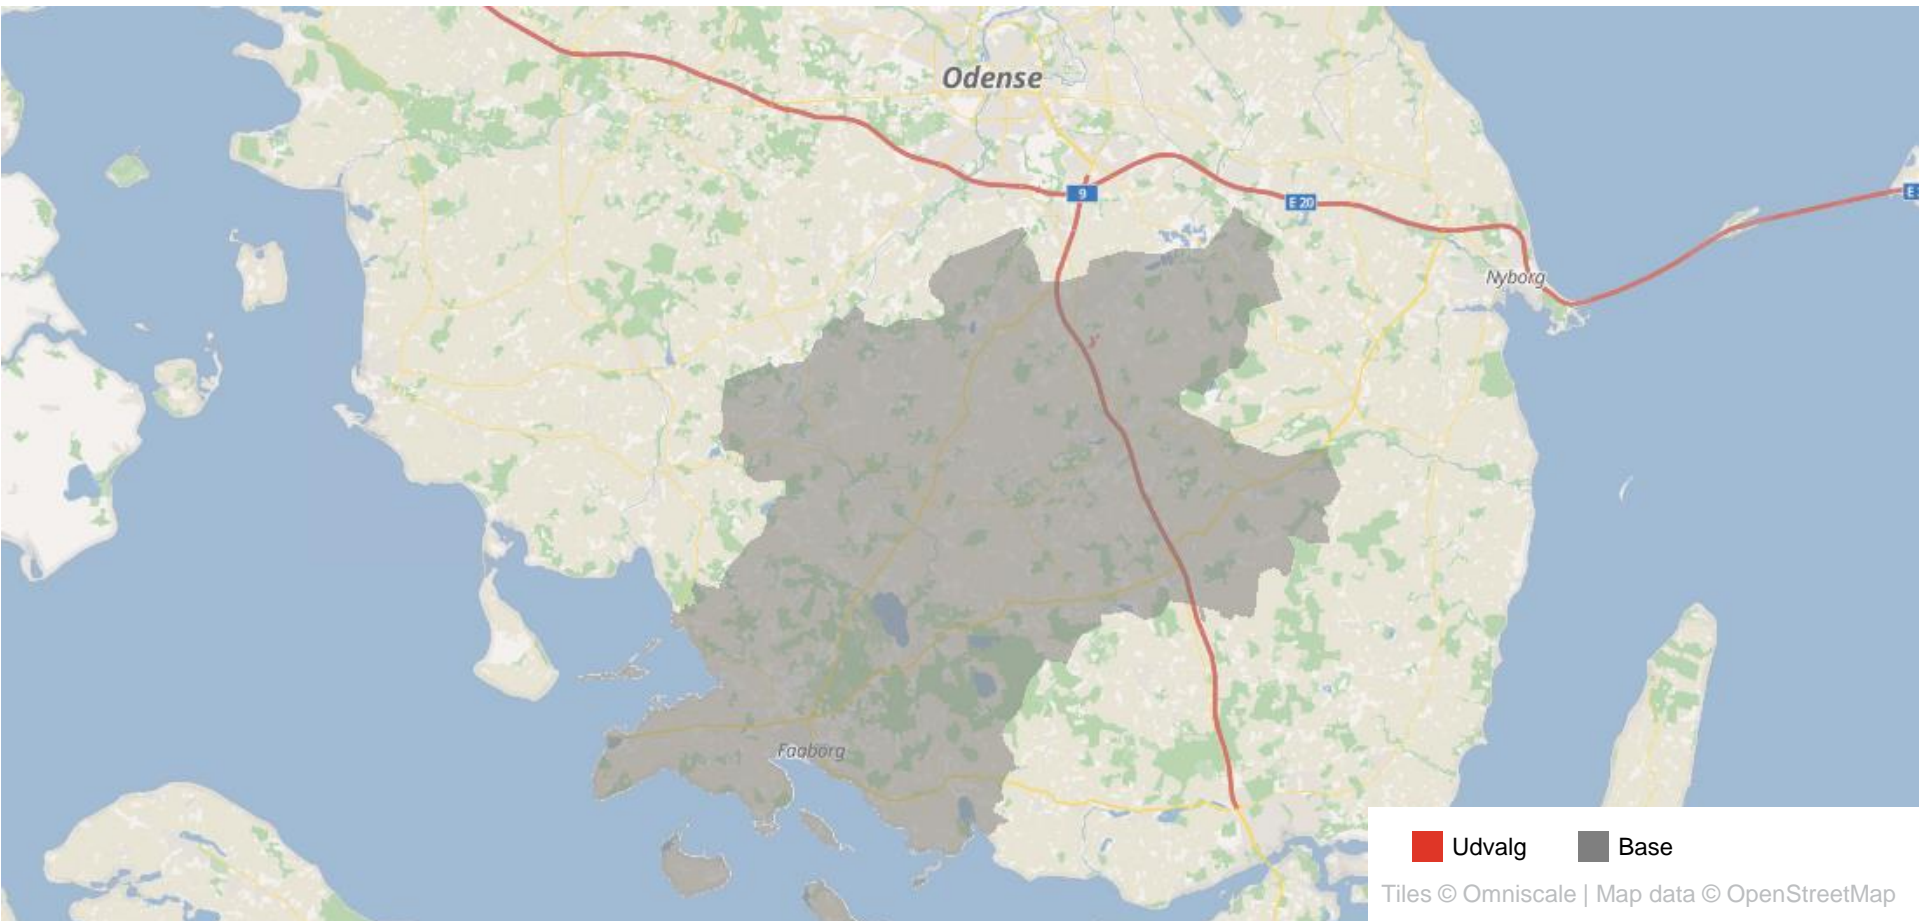 Odense
9
E 20
E
Nyborg
Faaborg
Udvalg
Base
Tiles © Omniscale | Map data © OpenStreetMap